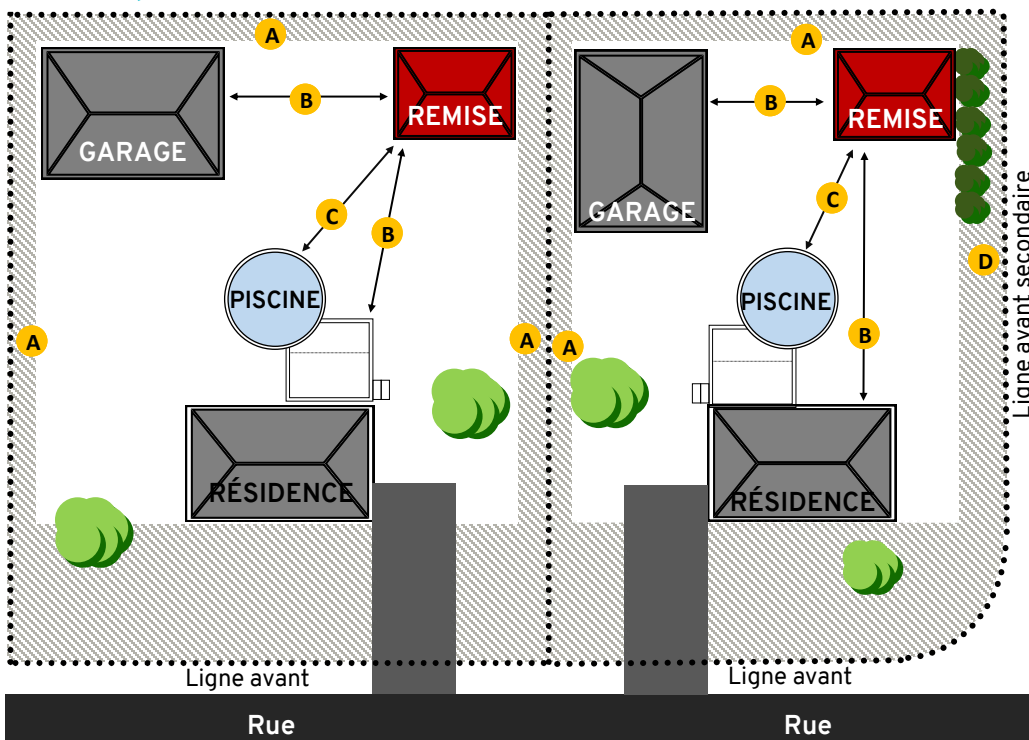 A
A
B
REMISE
B
REMISE
GARAGE
C
B
C
GARAGE
Ligne avant secondaire
D
PISCINE
PISCINE
A
A
A
B
RÉSIDENCE
RÉSIDENCE
Ligne avant
Ligne avant
Rue
Rue